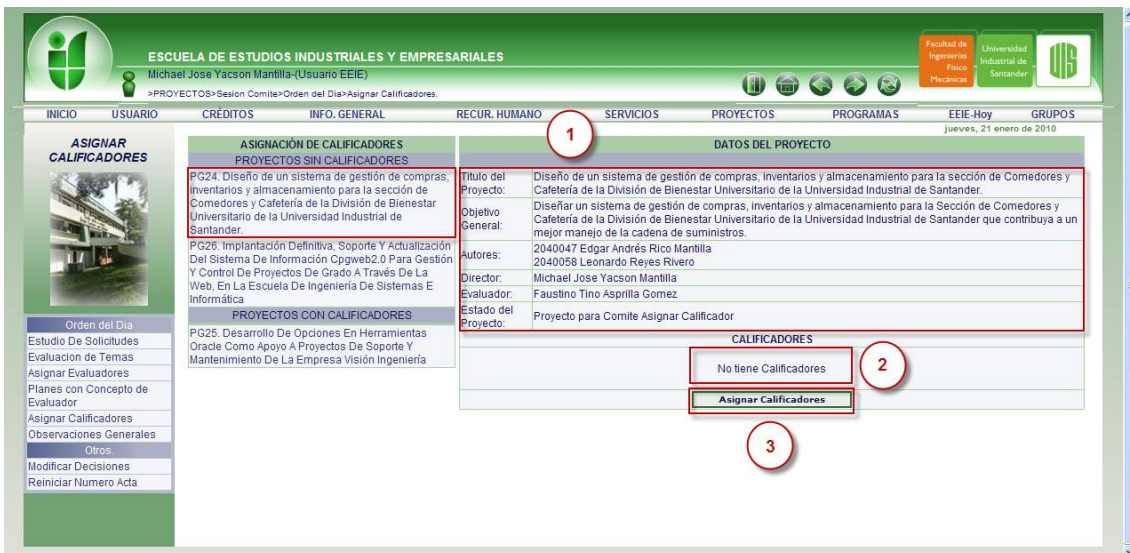 ESCUELA DE ESTUDIOS INDUSTRIALES Y EMPRESARIALES
Michael Jose Yacson Mantilla-(Usuario EEIE)
>PROYECTOS>Sesion Comite>Orden del Dia>Asignar Calificadores.
Facultad de
Ingenierías
Físico
Mecánicas
Universidad
Industrial de
Santander
UIS
INICIO USUARIO CRÉDITOS INFO. GENERAL RECUR. HUMANO SERVICIOS PROYECTOS PROGRAMAS EEIE-Hoy GRUPOS
jueves, 21 enero de 2010
ASIGNAR
CALIFICADORES
Orden del Dia
Estudio De Solicitudes
Evaluacion de Temas
Asignar Evaluadores
Planes con Concepto de
Evaluador
Asignar Calificadores
Observaciones Generales
Otros.
Modificar Decisiones
Reiniciar Numero Acta
ASIGNACIÓN DE CALIFICADORES
PROYECTOS SIN CALIFICADORES
PG24. Diseño de un sistema de gestión de compras,
inventarios y almacenamiento para la sección de
Comedores y Cafetería de la División de Bienestar
Universitario de la Universidad Industrial de
Santander.
PG26. Implantación Definitiva, Soporte Y Actualización
Del Sistema De Información Cpgweb2.0 Para Gestión
Y Control De Proyectos De Grado A Través De La
Web, En La Escuela De Ingeniería De Sistemas E
Informática
PROYECTOS CON CALIFICADORES
PG25. Desarrollo De Opciones En Herramientas
Oracle Como Apoyo A Proyectos De Soporte Y
Mantenimiento De La Empresa Visión Ingeniería
1
DATOS DEL PROYECTO
Titulo del
Proyecto:
Diseño de un sistema de gestión de compras, inventarios y almacenamiento para la sección de Comedores y
Cafetería de la División de Bienestar Universitario de la Universidad Industrial de Santander.
Objetivo
General:
Diseñar un sistema de gestión de compras, inventarios y almacenamiento para la Sección de Comedores y
Cafetería de la División de Bienestar Universitario de la Universidad Industrial de Santander que contribuya a un
mejor manejo de la cadena de suministros.
Autores:
2040047 Edgar Andrés Rico Mantilla
2040058 Leonardo Reyes Rivero
Director: Michael Jose Yacson Mantilla
Evaluador: Faustino Tino Asprilla Gomez
Estado del
Proyecto:
Proyecto para Comite Asignar Calificador
CALIFICADORES
No tiene Calificadores
2
Asignar Calificadores
3